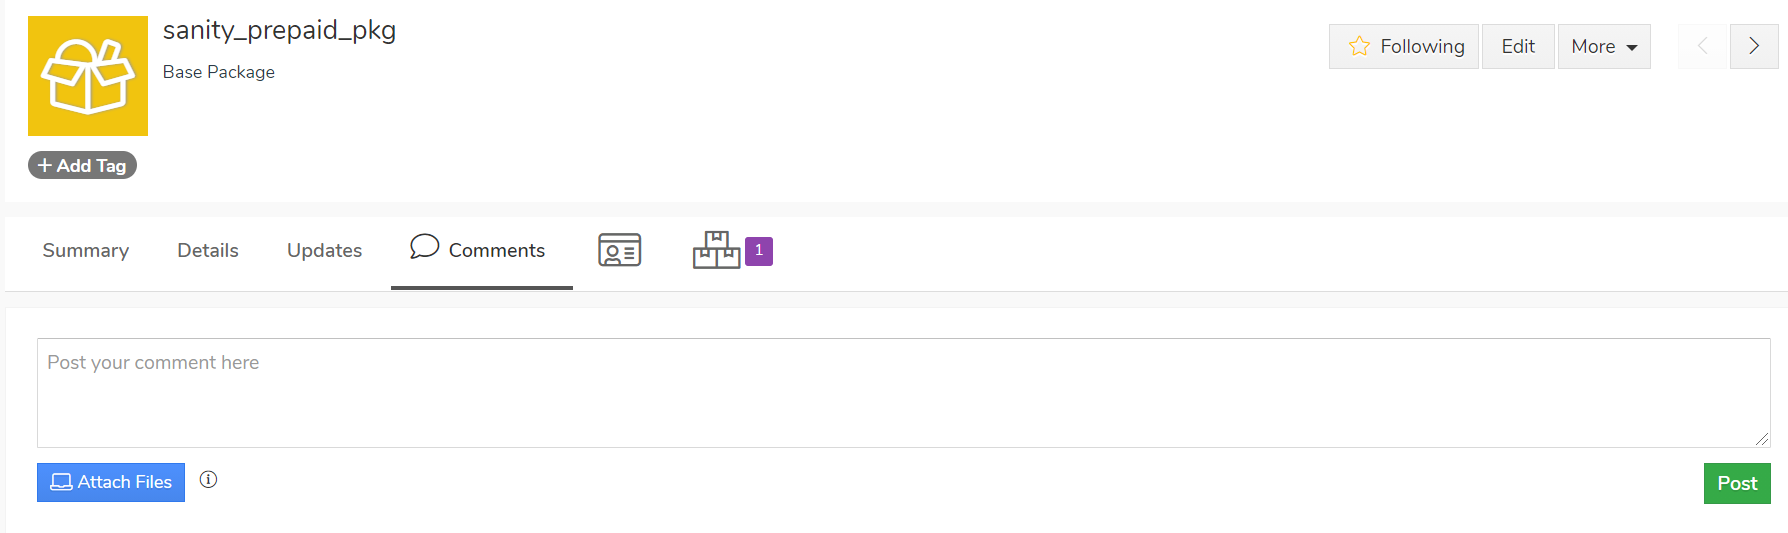 sanity_prepaid_pkg
Base Package
Following Edit More
+ Add Tag
Summary Details Updates Comments 1
Post your comment here
Attach Files
Post